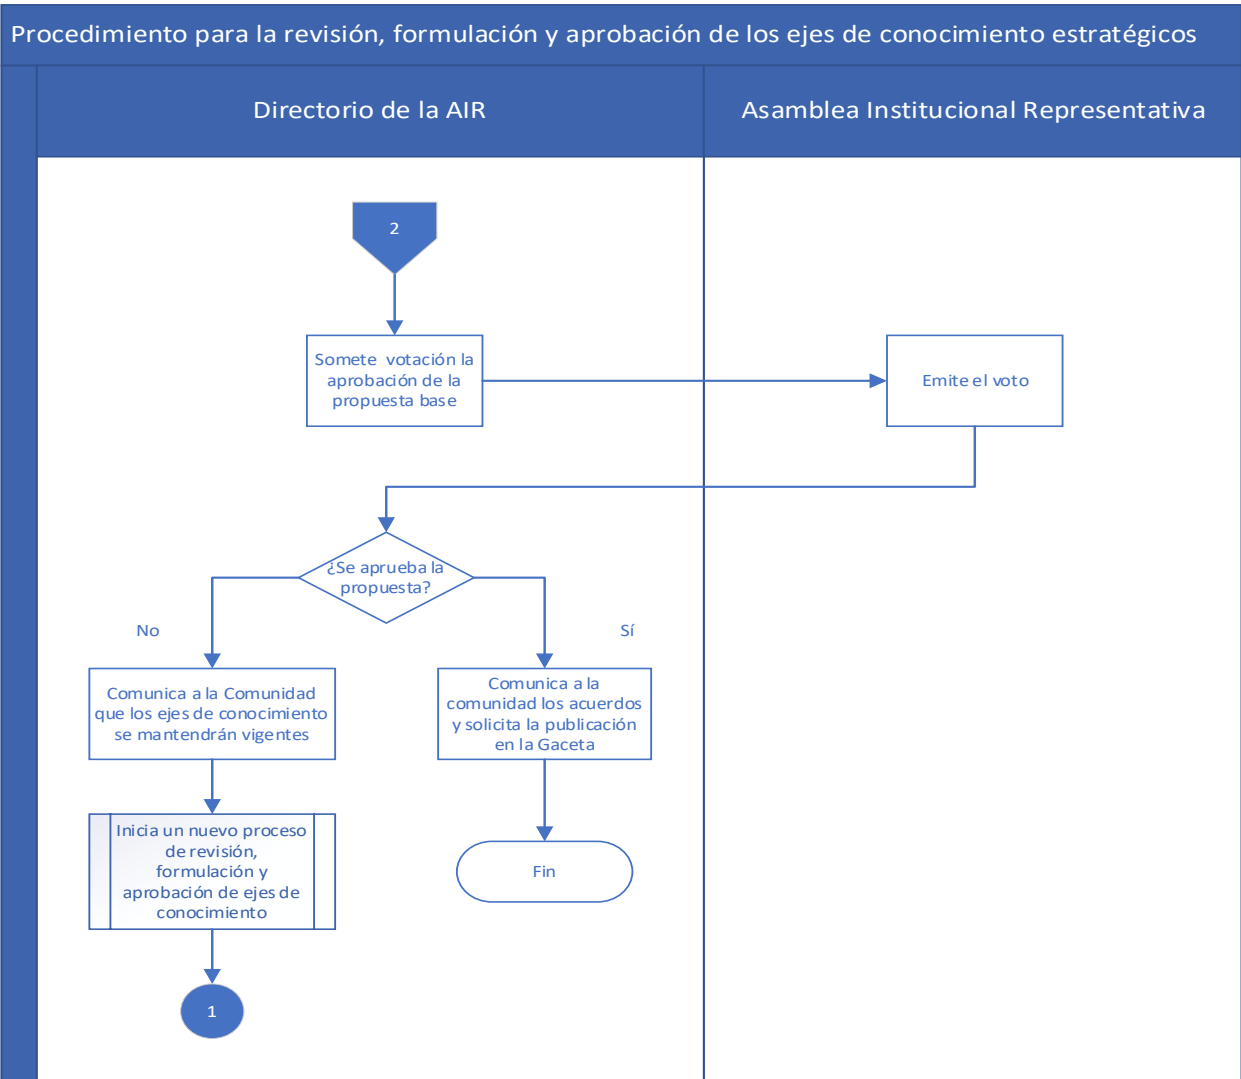 Procedimiento para la revisión, formulación y aprobación de los ejes de conocimiento estratégicos
Directorio de la AIR
Asamblea Institucional Representativa
2
Somete votación la
aprobación de la
propuesta base
Emite el voto
¿Se aprueba la
propuesta?
No
Sí
Comunica a la Comunidad
que los ejes de conocimiento
se mantendrán vigentes
Comunica a la
comunidad los acuerdos
y solicita la publicación
en la Gaceta
Inicia un nuevo proceso
de revisión,
formulación y
aprobación de ejes de
conocimiento
Fin
1